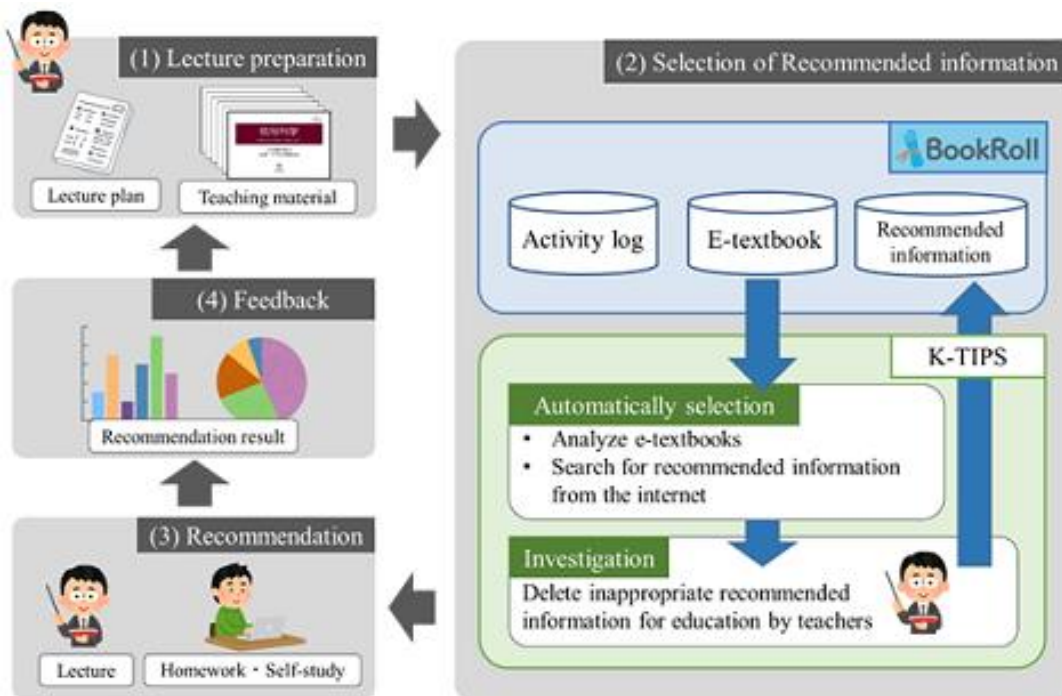 (1) Lecture preparation
Lecture plan
Teaching material
(2) Selection of Recommended information
BookRoll
Activity log
E-textbook
Recommended
information
K-TIPS
Automatically selection
• Analyze e-textbooks
• Search for recommended information
from the internet
Investigation
Delete inappropriate recommended
information for education by teachers
(3) Recommendation
Lecture
Homework・Self-study
(4) Feedback
Recommendation result